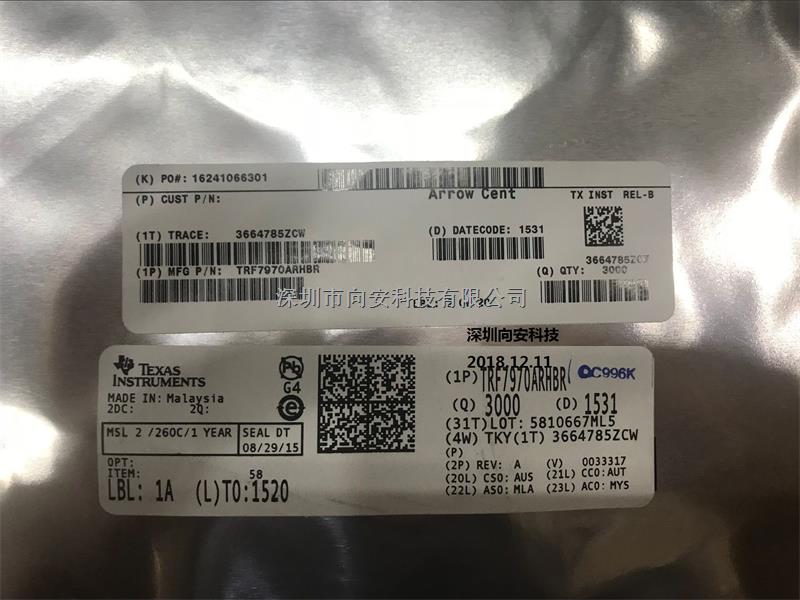 (K) PO#: 16241066301
(P) CUST P/N:
Arrow Cent
TX INST REL-B
(1T) TRACE: 3664785ZCW
(D) DATECODE: 1531
3664785ZCW
(1P) MFG P/N: TRF7970ARHBR
(Q) QTY: 3000
深圳市向安科技有限公司
深圳向安科技
2018.12.11
TEXAS INSTRUMENTS
Pb
G4
e
MADE IN: Malaysia
2DC: 2Q:
MSL 2 /260C/1 YEAR
SEAL DT
08/29/15
OPT:
ITEM: 58
LBL: 1A (L)TO:1520
(1P)TRF7970ARHBR
QC996K
(Q) 3000 (D) 1531
(31T)LOT: 5810667ML5
(4W) TKY(1T) 3664785ZCW
(P)
(2P) REV: A (V) 0033317
(20L) CSO: AUS (21L) CCO:AUT
(22L) ASO: MLA (23L) ACO: MYS